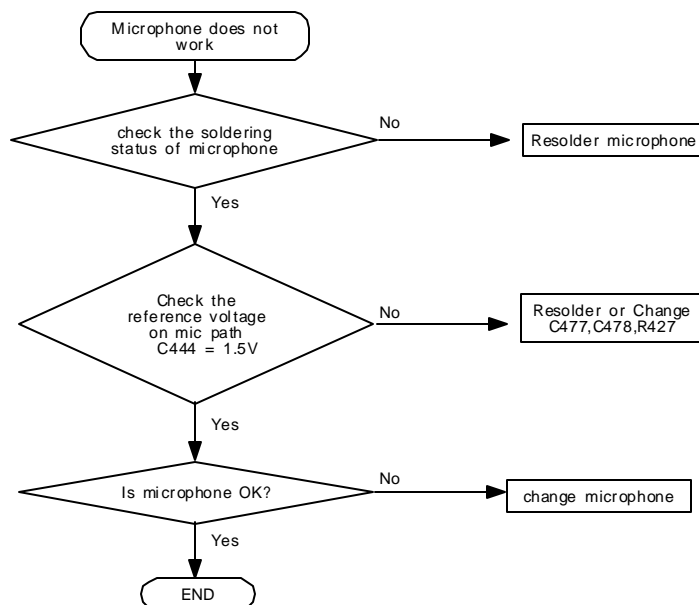 Microphone does not
work
check the soldering
status of microphone
No
Resolder microphone
Yes
Check the
reference voltage
on mic path
C444 = 1.5V
No
Resolder or Change
C477,C478,R427
Yes
Is microphone OK?
No
change microphone
Yes
END